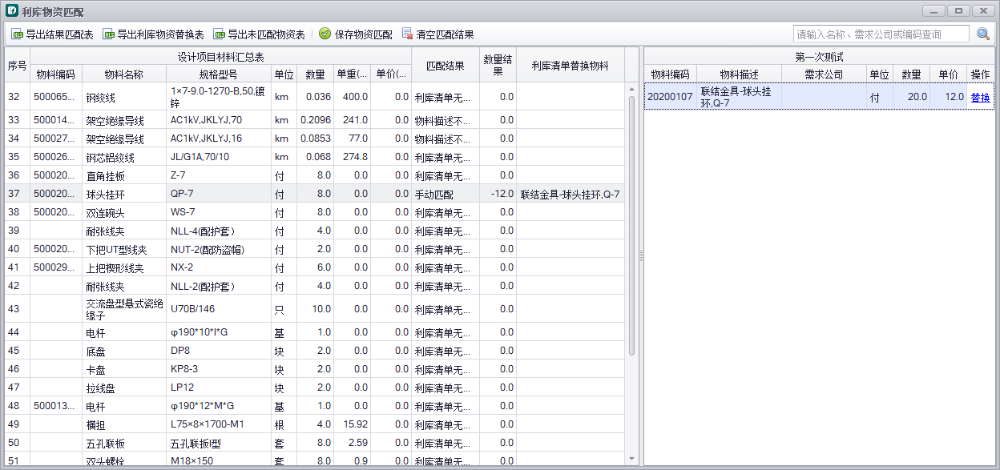 利库物资匹配
导出结果匹配表 导出利库物资替换表 导出未匹配物资表 保存物资匹配 清空匹配结果 请输入名称、需求公司或编码查询
序号 设计项目材料汇总表 匹配结果 数量结果 利库清单替换物料
物料编码 物料名称 规格型号 单位 数量 单重(... 单价(...
32 500065... 钢绞线 1×7-9.0-1270-B,50,镀锌 km 0.036 400.0 0.0 利库清单无... 0.0
33 500014... 架空绝缘导线 AC1kV,JKLYJ,70 km 0.2096 241.0 0.0 物料描述不... 0.0
34 500027... 架空绝缘导线 AC1kV,JKLYJ,16 km 0.0853 77.0 0.0 物料描述不... 0.0
35 500026... 钢芯铝绞线 JL/G1A,70/10 km 0.068 274.8 0.0 利库清单无... 0.0
36 500020... 直角挂板 Z-7 付 8.0 0.0 0.0 利库清单无... 0.0
37 500020... 球头挂环 QP-7 付 8.0 0.0 0.0 手动匹配 -12.0 联结金具-球头挂环,Q-7
38 500020... 双连碗头 WS-7 付 8.0 0.0 0.0 利库清单无... 0.0
39 耐张线夹 NLL-4(配护套） 付 4.0 0.0 0.0 利库清单无... 0.0
40 500020... 下把UT型线夹 NUT-2(配防盗帽) 付 2.0 0.0 0.0 利库清单无... 0.0
41 500029... 上把楔形线夹 NX-2 付 6.0 0.0 0.0 利库清单无... 0.0
42 耐张线夹 NLL-2(配护套） 付 4.0 0.0 0.0 利库清单无... 0.0
43 交流盘型悬式瓷绝缘子 U70B/146 只 10.0 0.0 0.0 利库清单无... 0.0
44 电杆 φ190*10*I*G 基 1.0 0.0 0.0 利库清单无... 0.0
45 底盘 DP8 块 2.0 0.0 0.0 利库清单无... 0.0
46 卡盘 KP8-3 块 2.0 0.0 0.0 利库清单无... 0.0
47 拉线盘 LP12 块 2.0 0.0 0.0 利库清单无... 0.0
48 500013... 电杆 φ190*12*M*G 基 1.0 0.0 0.0 利库清单无... 0.0
49 横担 L75×8×1700-M1 根 4.0 15.92 0.0 利库清单无... 0.0
50 五孔联板 五孔联扳I型 套 8.0 2.59 0.0 利库清单无... 0.0
51 双头螺栓 M18×150 套 8.0 0.9 0.0 利库清单无... 0.0
第一次测试
物料编码 物料描述 需求公司 单位 数量 单价 操作
20200107 联结金具-球头挂环,Q-7 付 20.0 12.0 替换